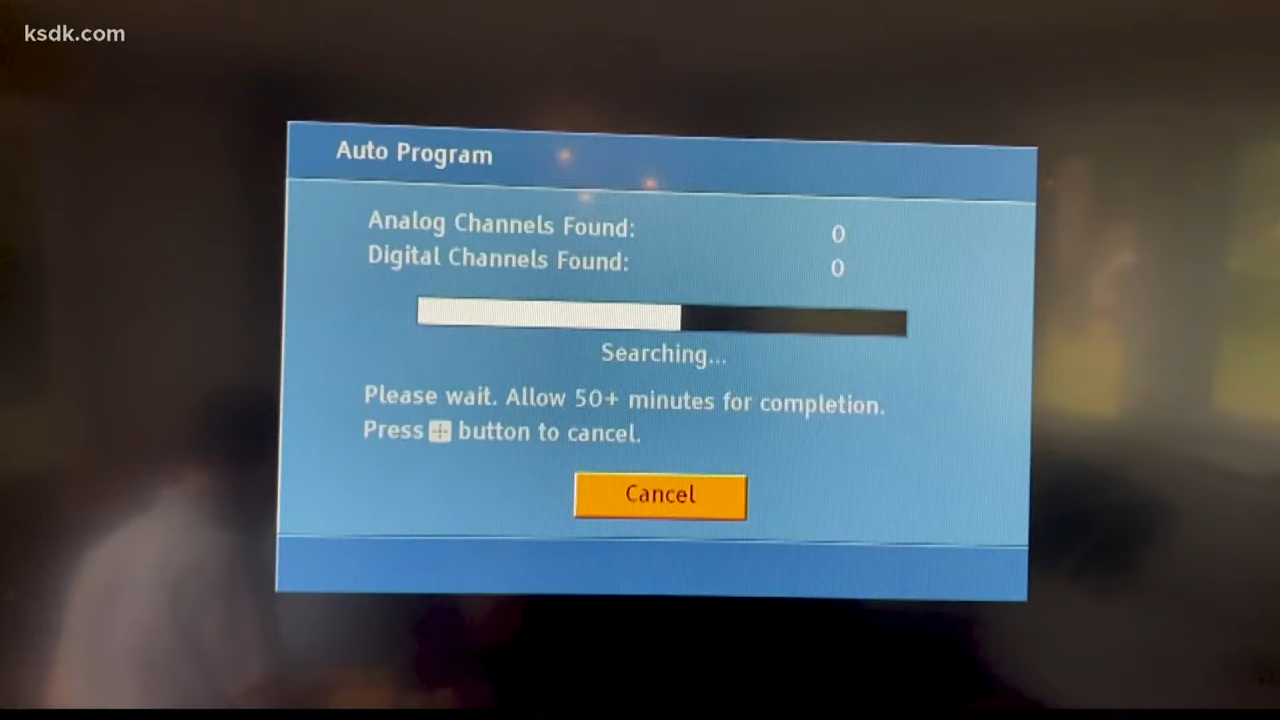 ksdk.com
Auto Program
Analog Channels Found: 0
Digital Channels Found: 0
Searching...
Please wait. Allow 50+ minutes for completion.
Press + button to cancel.
Cancel